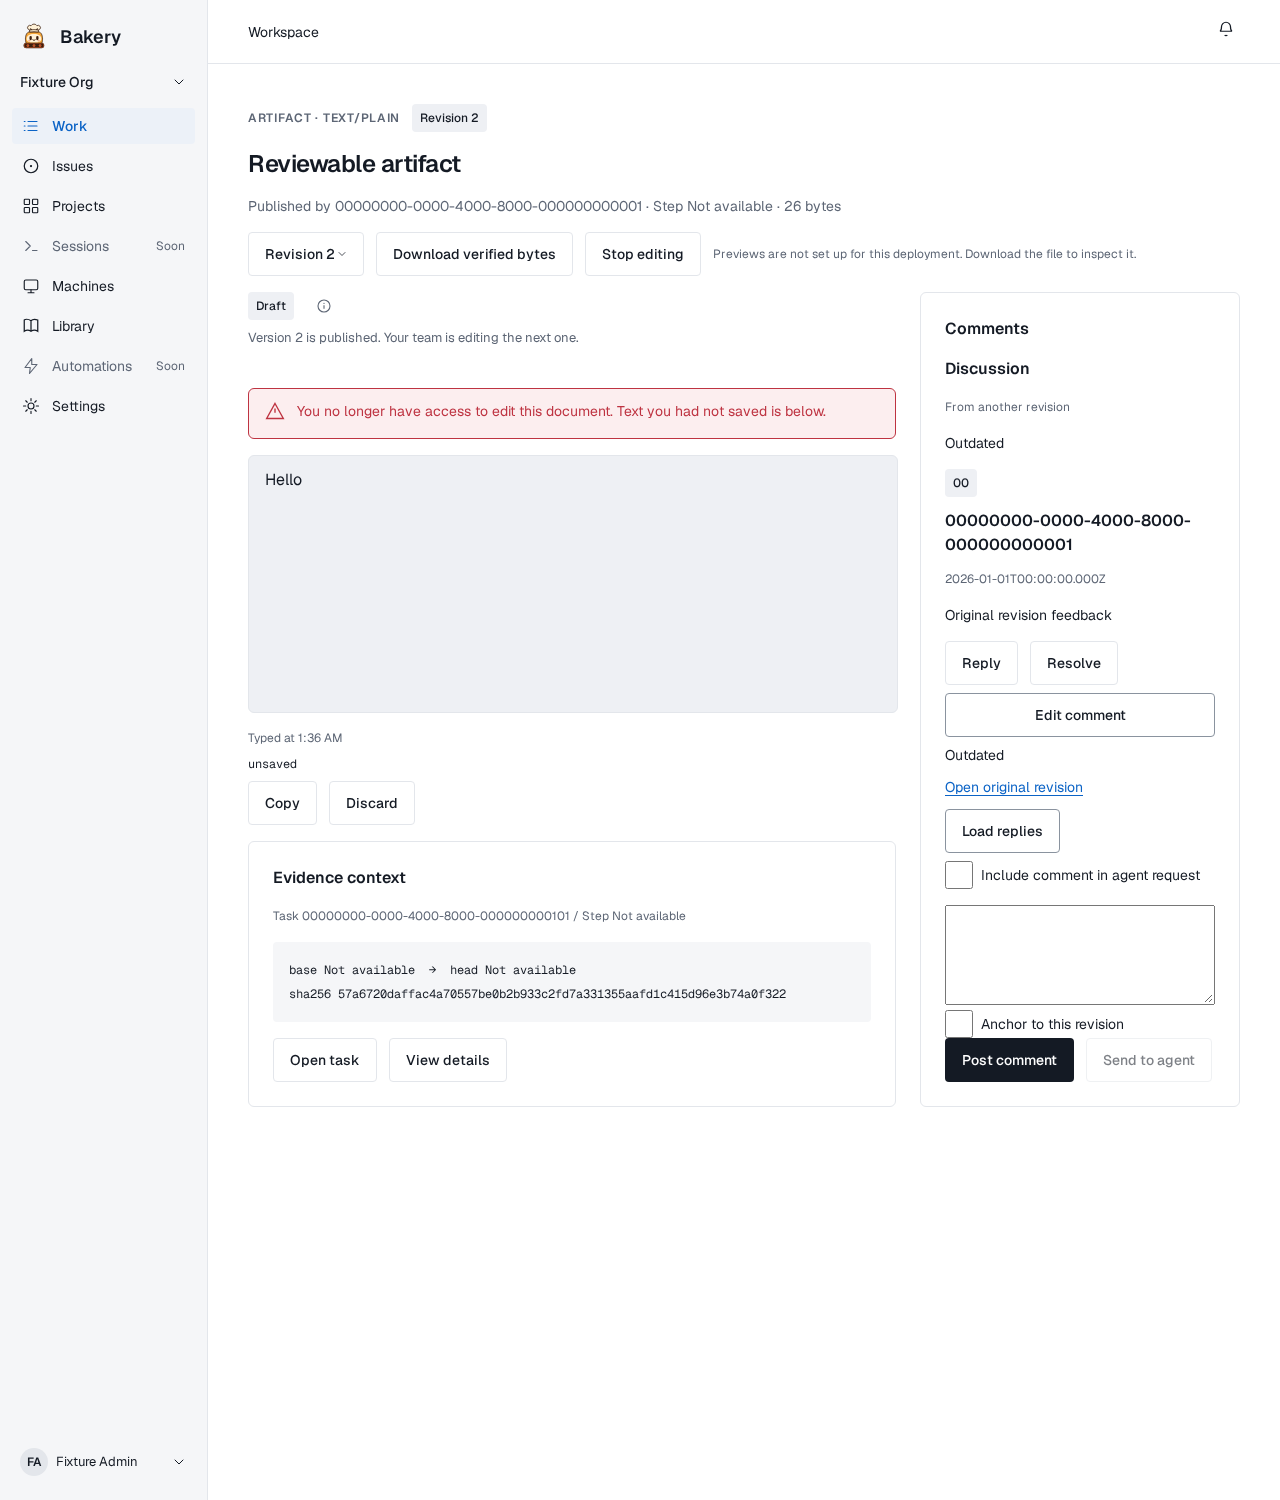 Bakery
Fixture Org
Work
Issues
Projects
Sessions Soon
Machines
Library
Automations Soon
Settings
FA Fixture Admin
Workspace
ARTIFACT · TEXT/PLAIN Revision 2
Reviewable artifact
Published by 00000000-0000-4000-8000-000000000001 · Step Not available · 26 bytes
Revision 2 Download verified bytes Stop editing Previews are not set up for this deployment. Download the file to inspect it.
Draft
Version 2 is published. Your team is editing the next one.
You no longer have access to edit this document. Text you had not saved is below.
Hello
Typed at 1:36 AM
unsaved
Copy Discard
Evidence context
Task 00000000-0000-4000-8000-000000000101 / Step Not available
base Not available → head Not available
sha256 57a6720daffac4a70557be0b2b933c2fd7a331355aafd1c415d96e3b74a0f322
Open task View details
Comments
Discussion
From another revision
Outdated
00
00000000-0000-4000-8000-
000000000001
2026-01-01T00:00:00.000Z
Original revision feedback
Reply Resolve
Edit comment
Outdated
Open original revision
Load replies
Include comment in agent request
Anchor to this revision
Post comment Send to agent